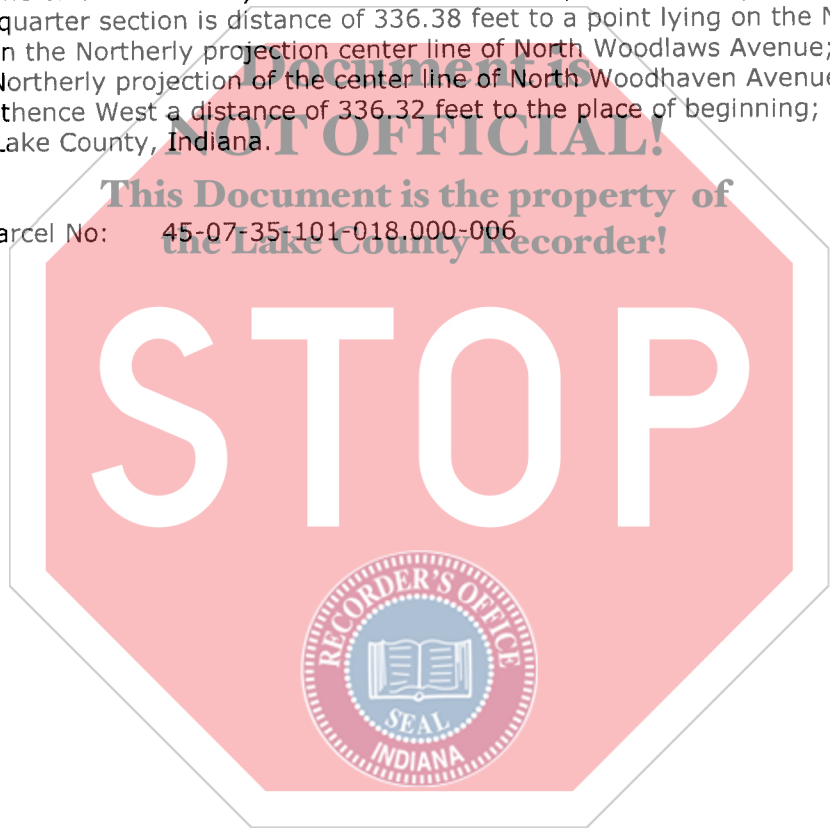 quarter section is distance of 336.38 feet to a point lying on the N
n the Northerly projection center line of North Woodlaws Avenue;
Northerly projection of the center line of North Woodhaven Avenue
thence West a distance of 336.32 feet to the place of beginning;
Lake County, Indiana.
Document is
NOT OFFICIAL!
This Document is the property of
the Lake County Recorder!
arcel No: 45-07-35-101-018.000-006
STOP
RECORDER'S OFFICE
SEAL
INDIANA